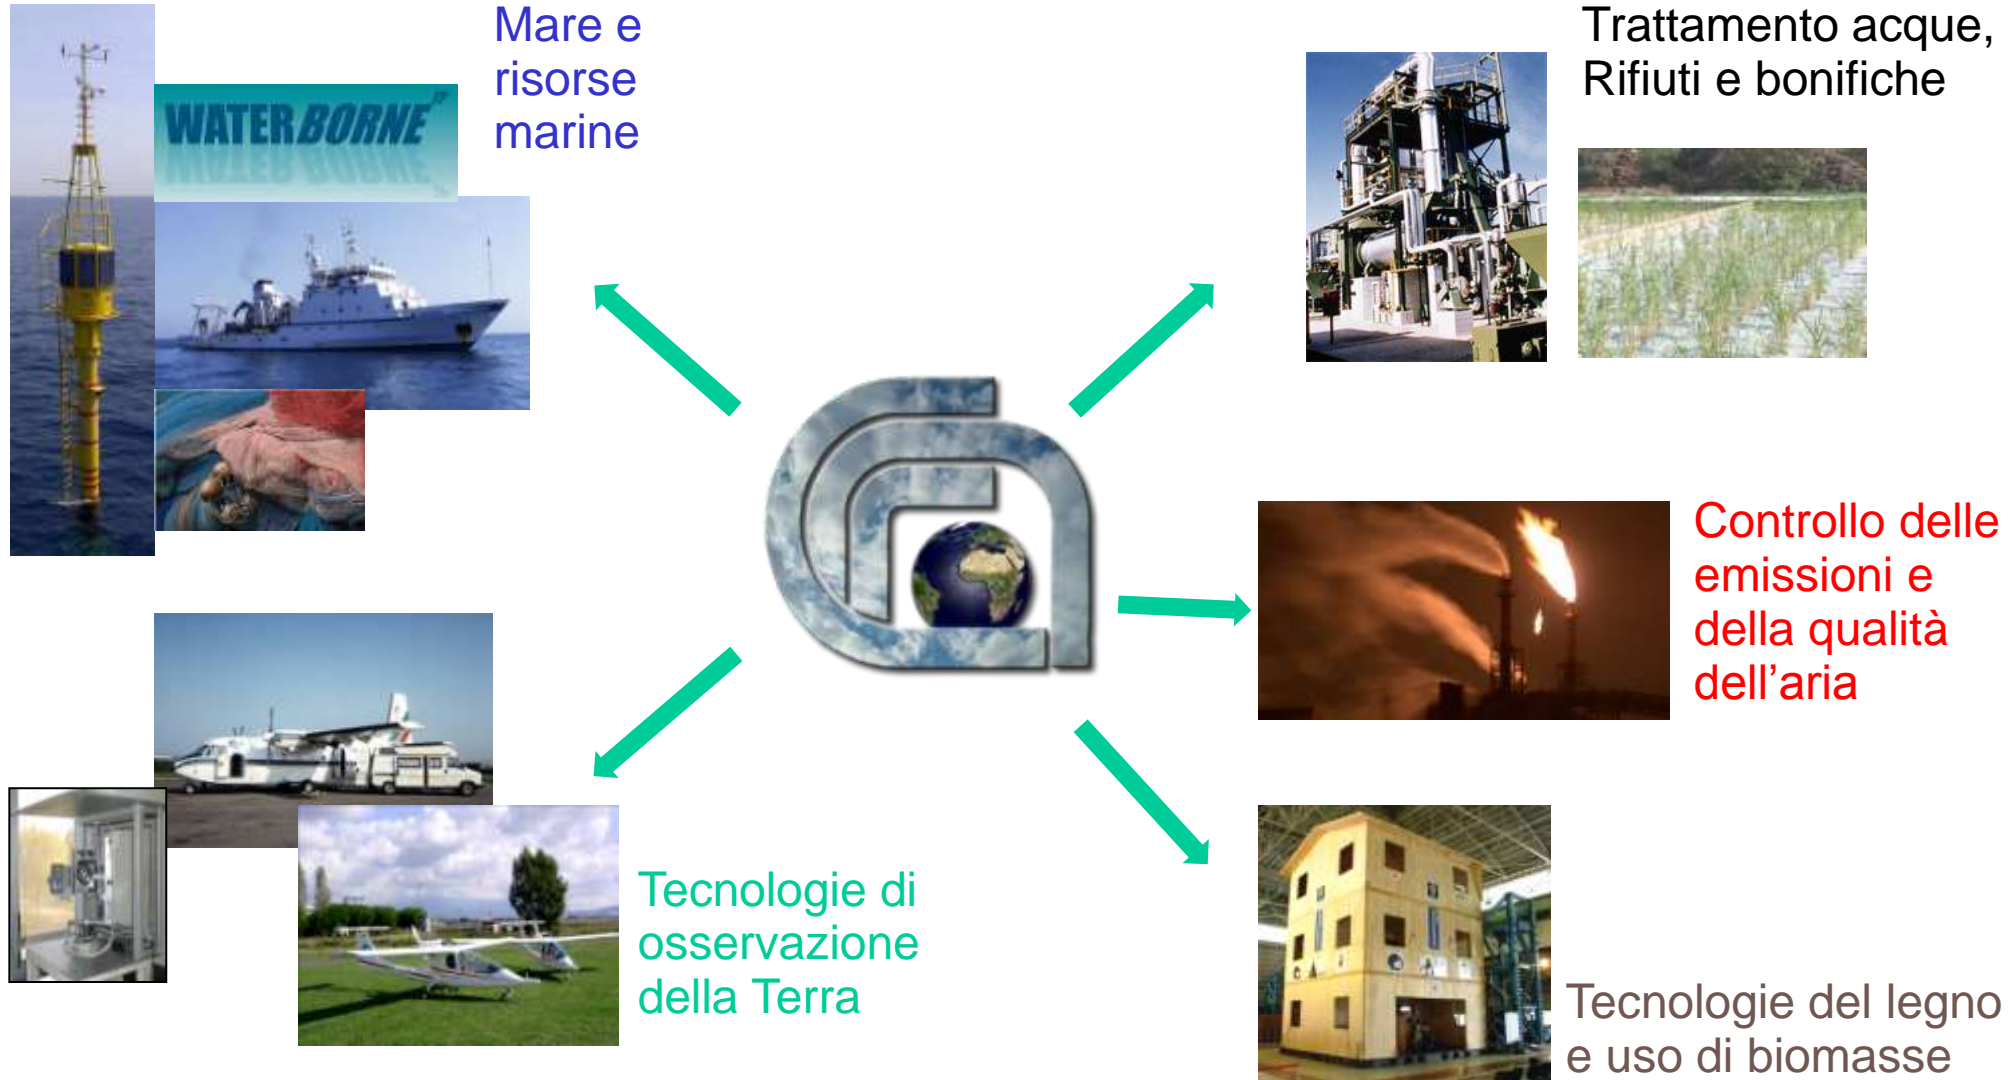 Mare e
risorse
marine
WATERBORNE
Trattamento acque,
Rifiuti e bonifiche
Controllo delle
emissioni e
della qualità
dell’aria
Tecnologie di
osservazione
della Terra
Tecnologie del legno
e uso di biomasse